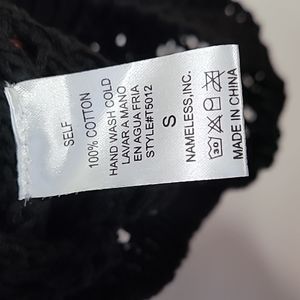 SELF
100% COTTON
HAND WASH COLD
LAVAR A MANO
EN AGUA FRIA
STYLE#T5012
S
NAMELESS,INC.
MADE IN CHINA